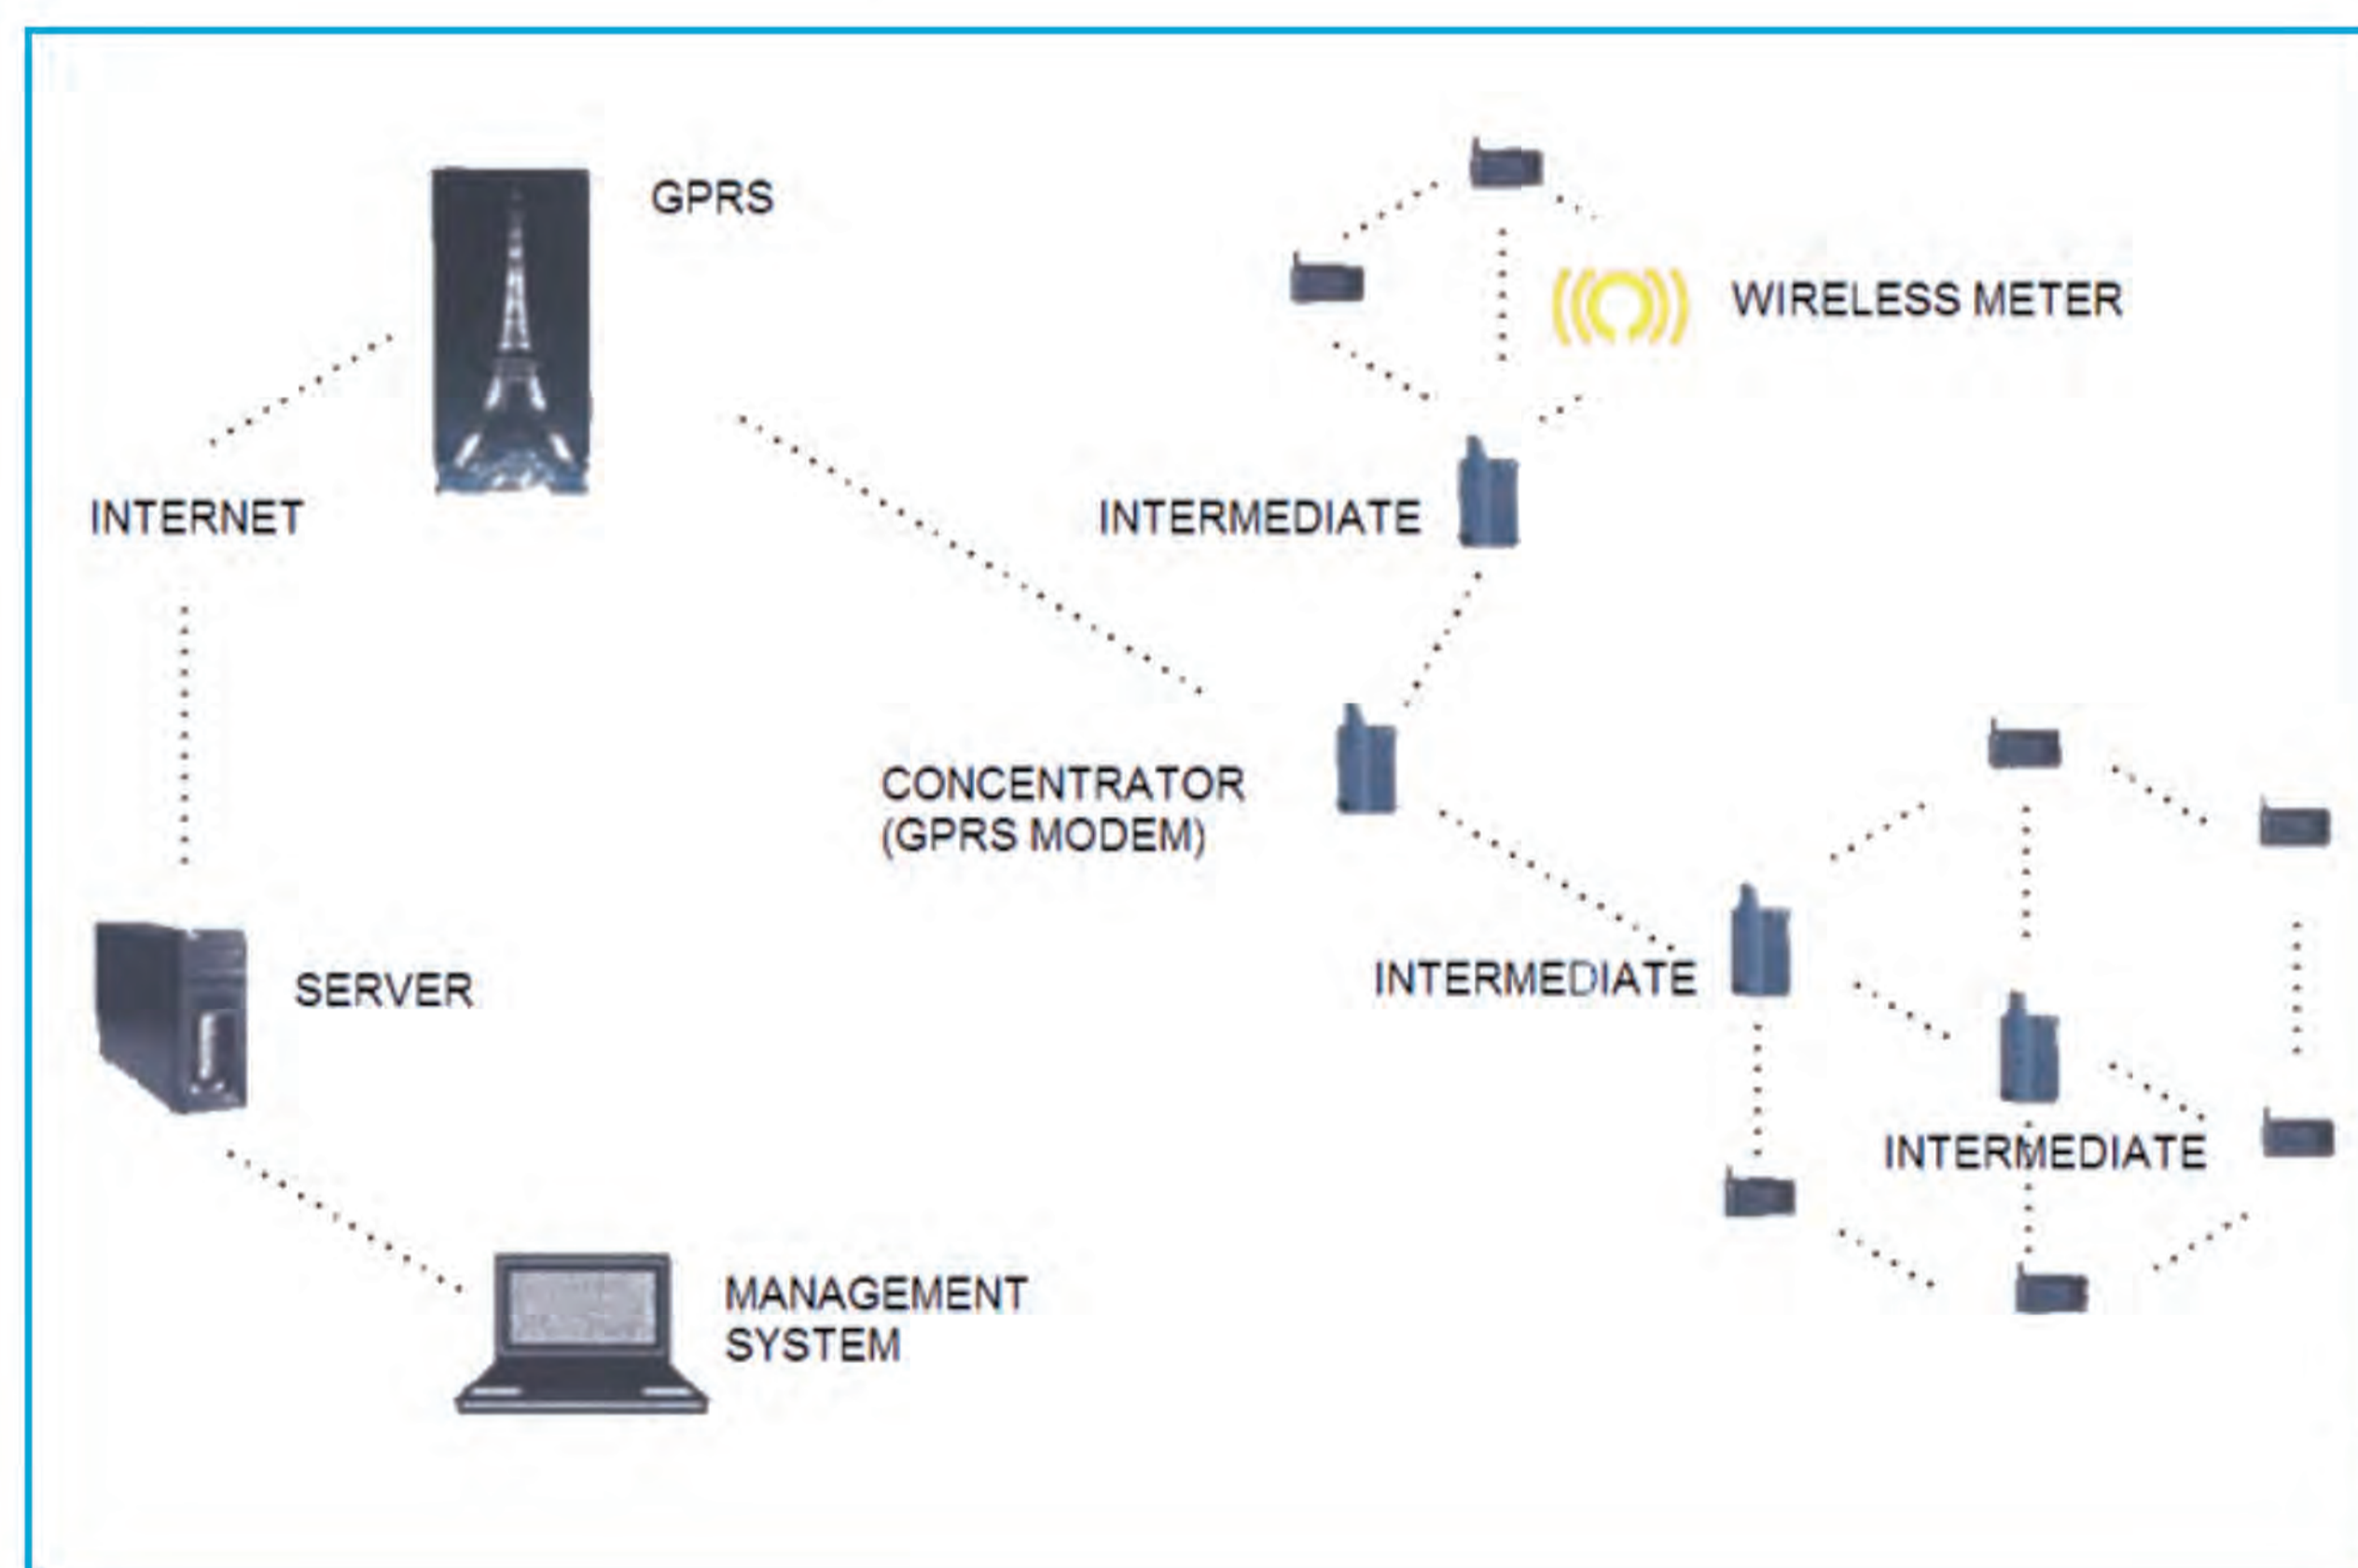 GPRS
WIRELESS METER
INTERNET
INTERMEDIATE
CONCENTRATOR
(GPRS MODEM)
INTERMEDIATE
SERVER
INTERMEDIATE
MANAGEMENT
SYSTEM